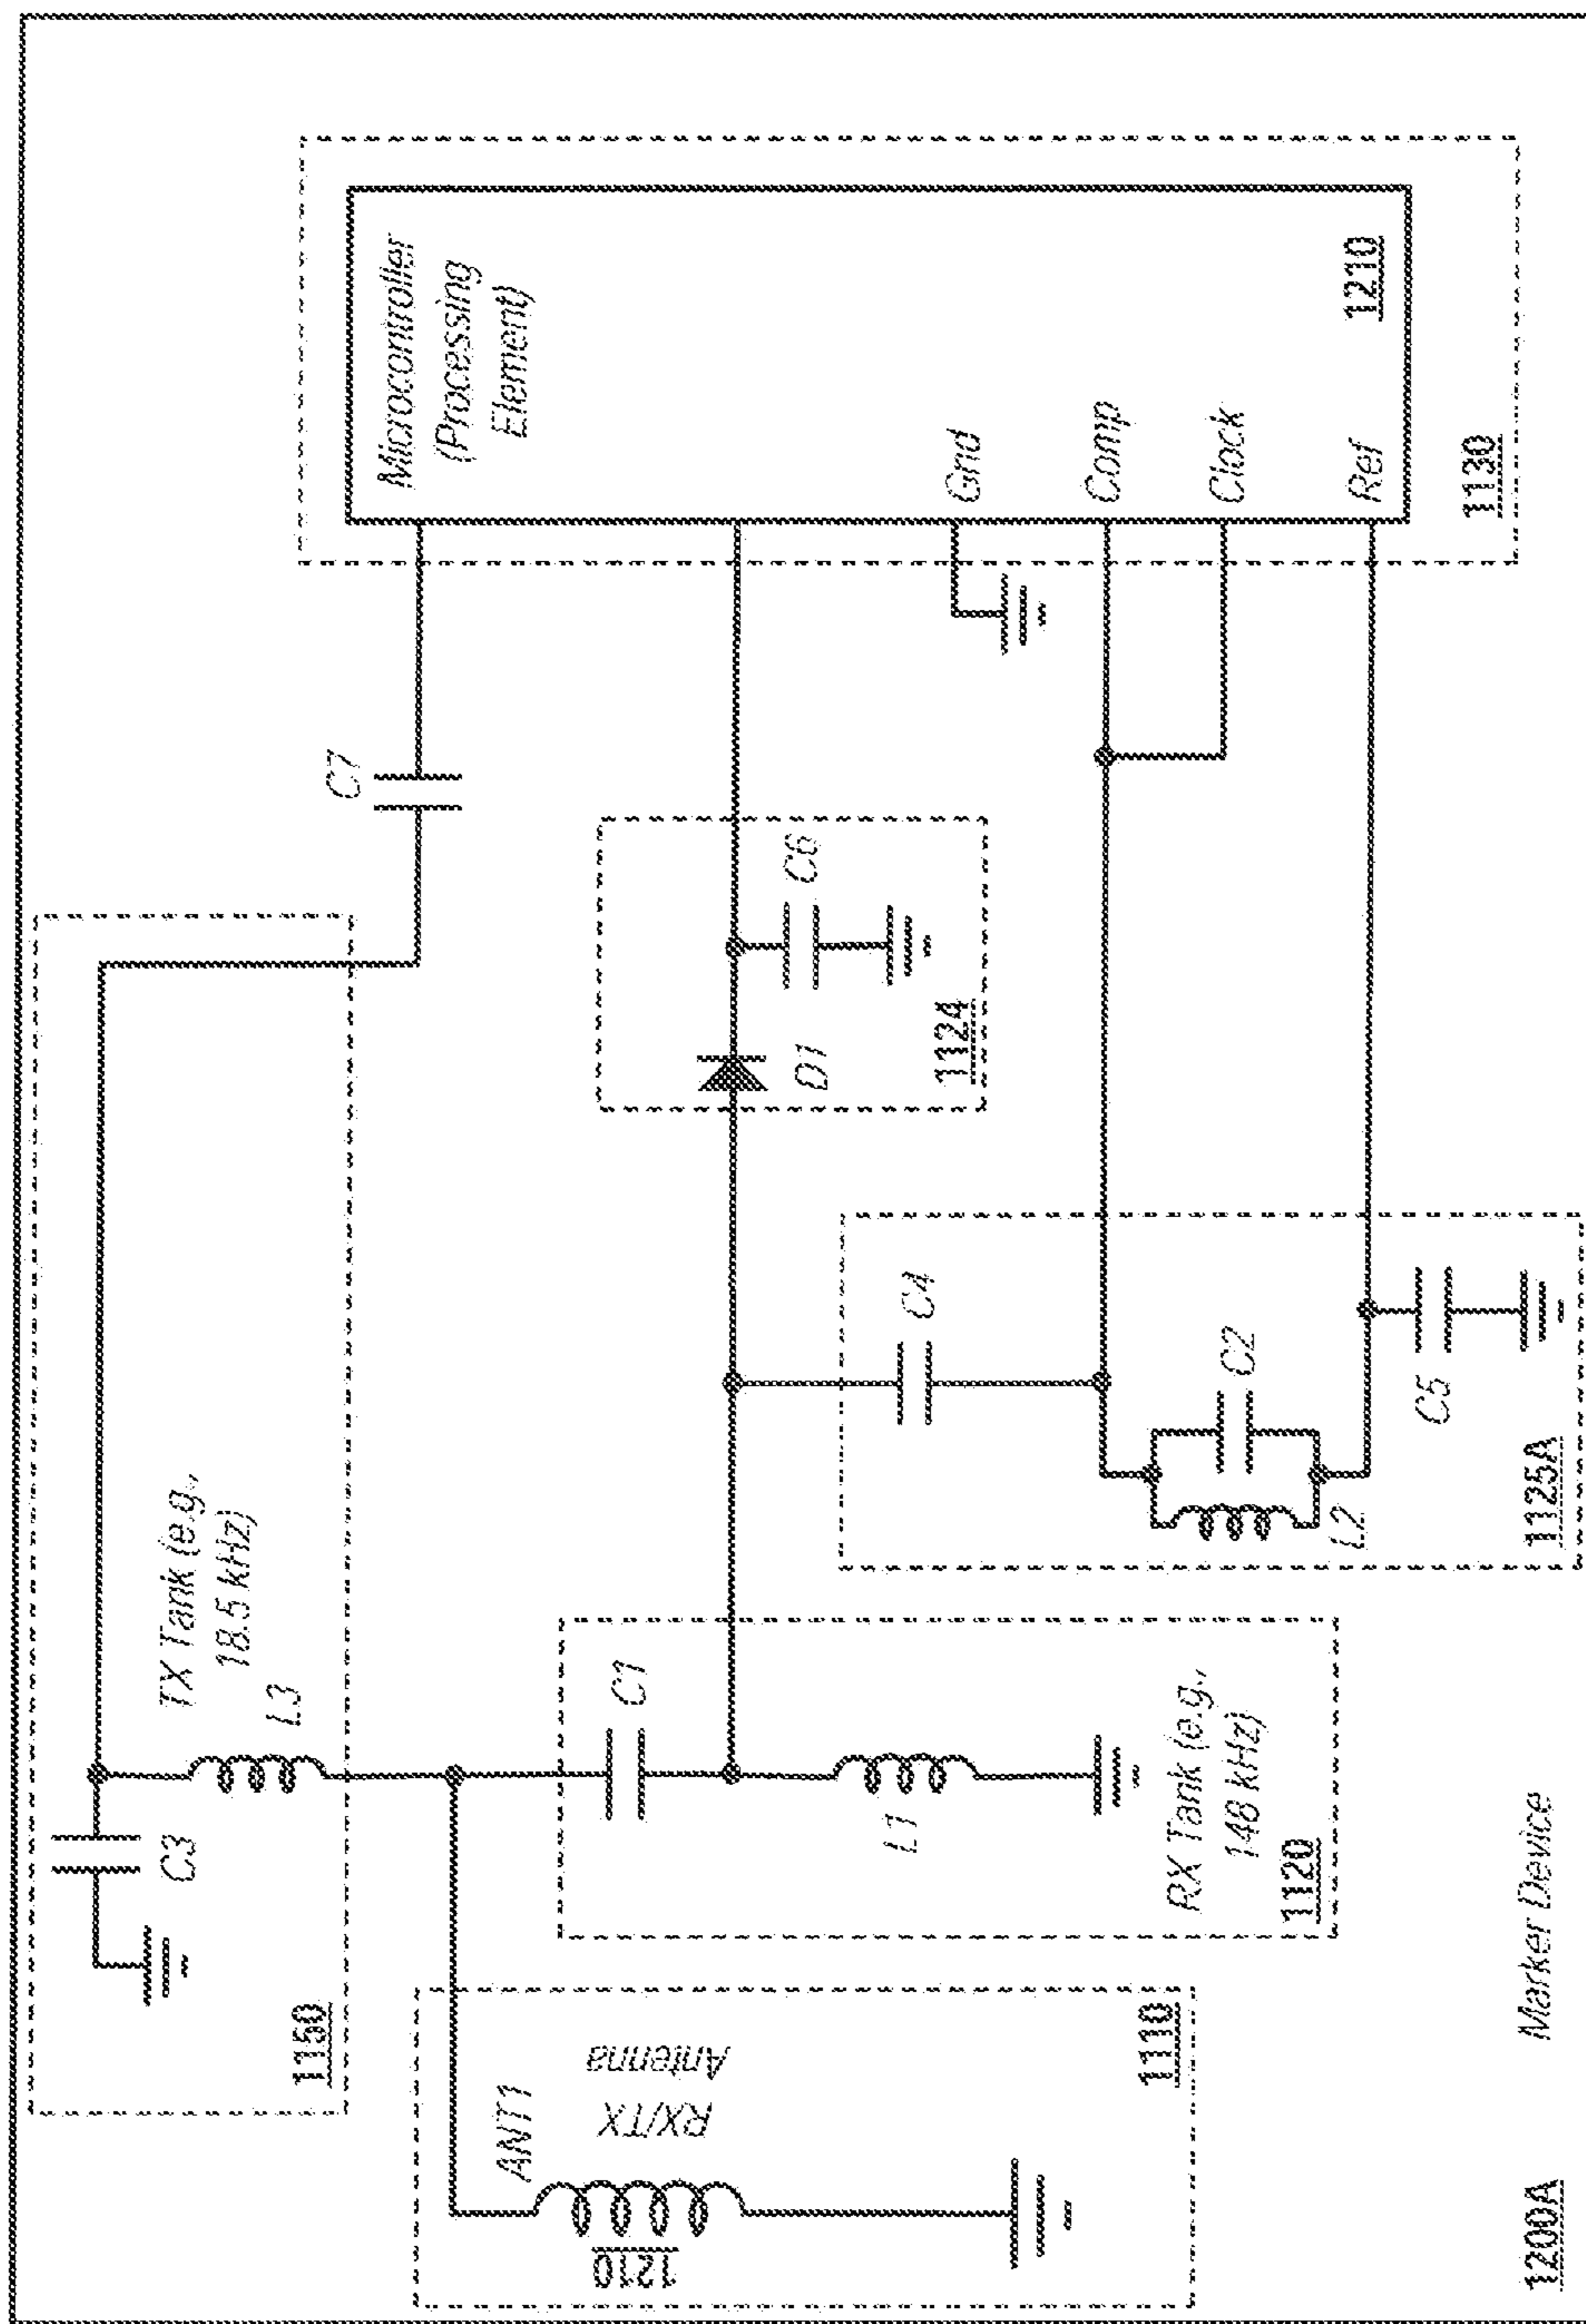 TX Tank (e.g.,
18.5 kHz)
L3
C3
1150
C7
Microcontroller
(Processing
Element)
Gnd
Comp
Clock
Ref
1210
1130
C6
D1
1124
C4
C2
L2
C5
1125A
C1
L1
RX Tank (e.g.,
148 kHz)
1120
ANT1
RX/TX
Antenna
1210
1110
Marker Device
1200A